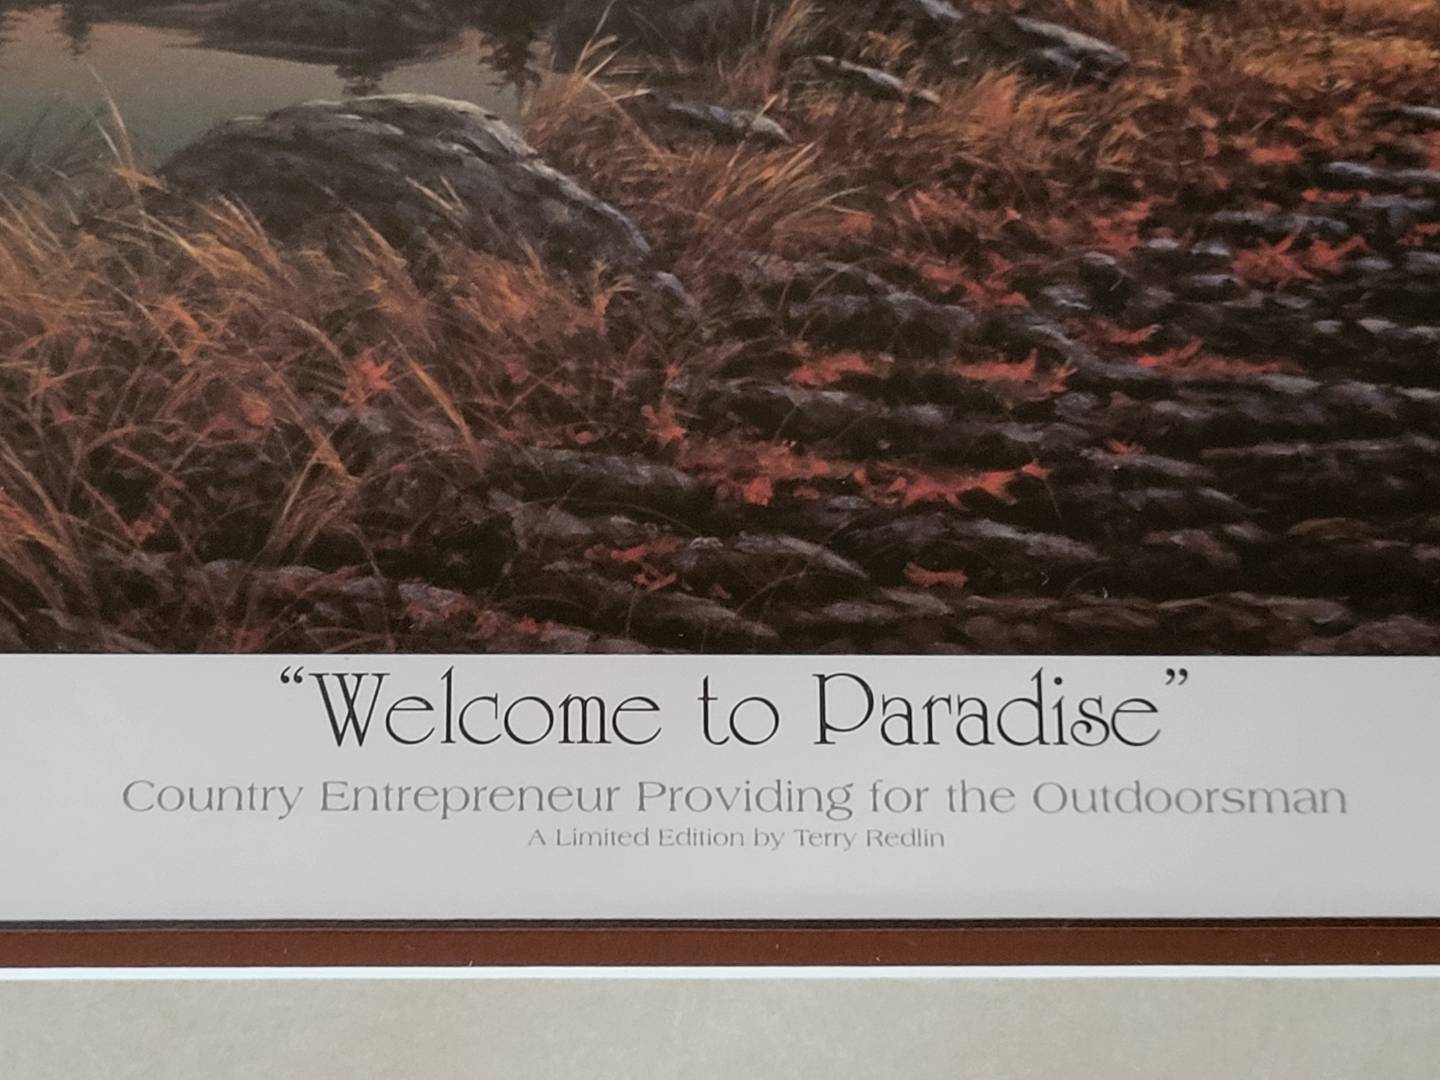 “Welcome to Paradise”
Country Entrepreneur Providing for the Outdoorsman
A Limited Edition by Terry Redlin